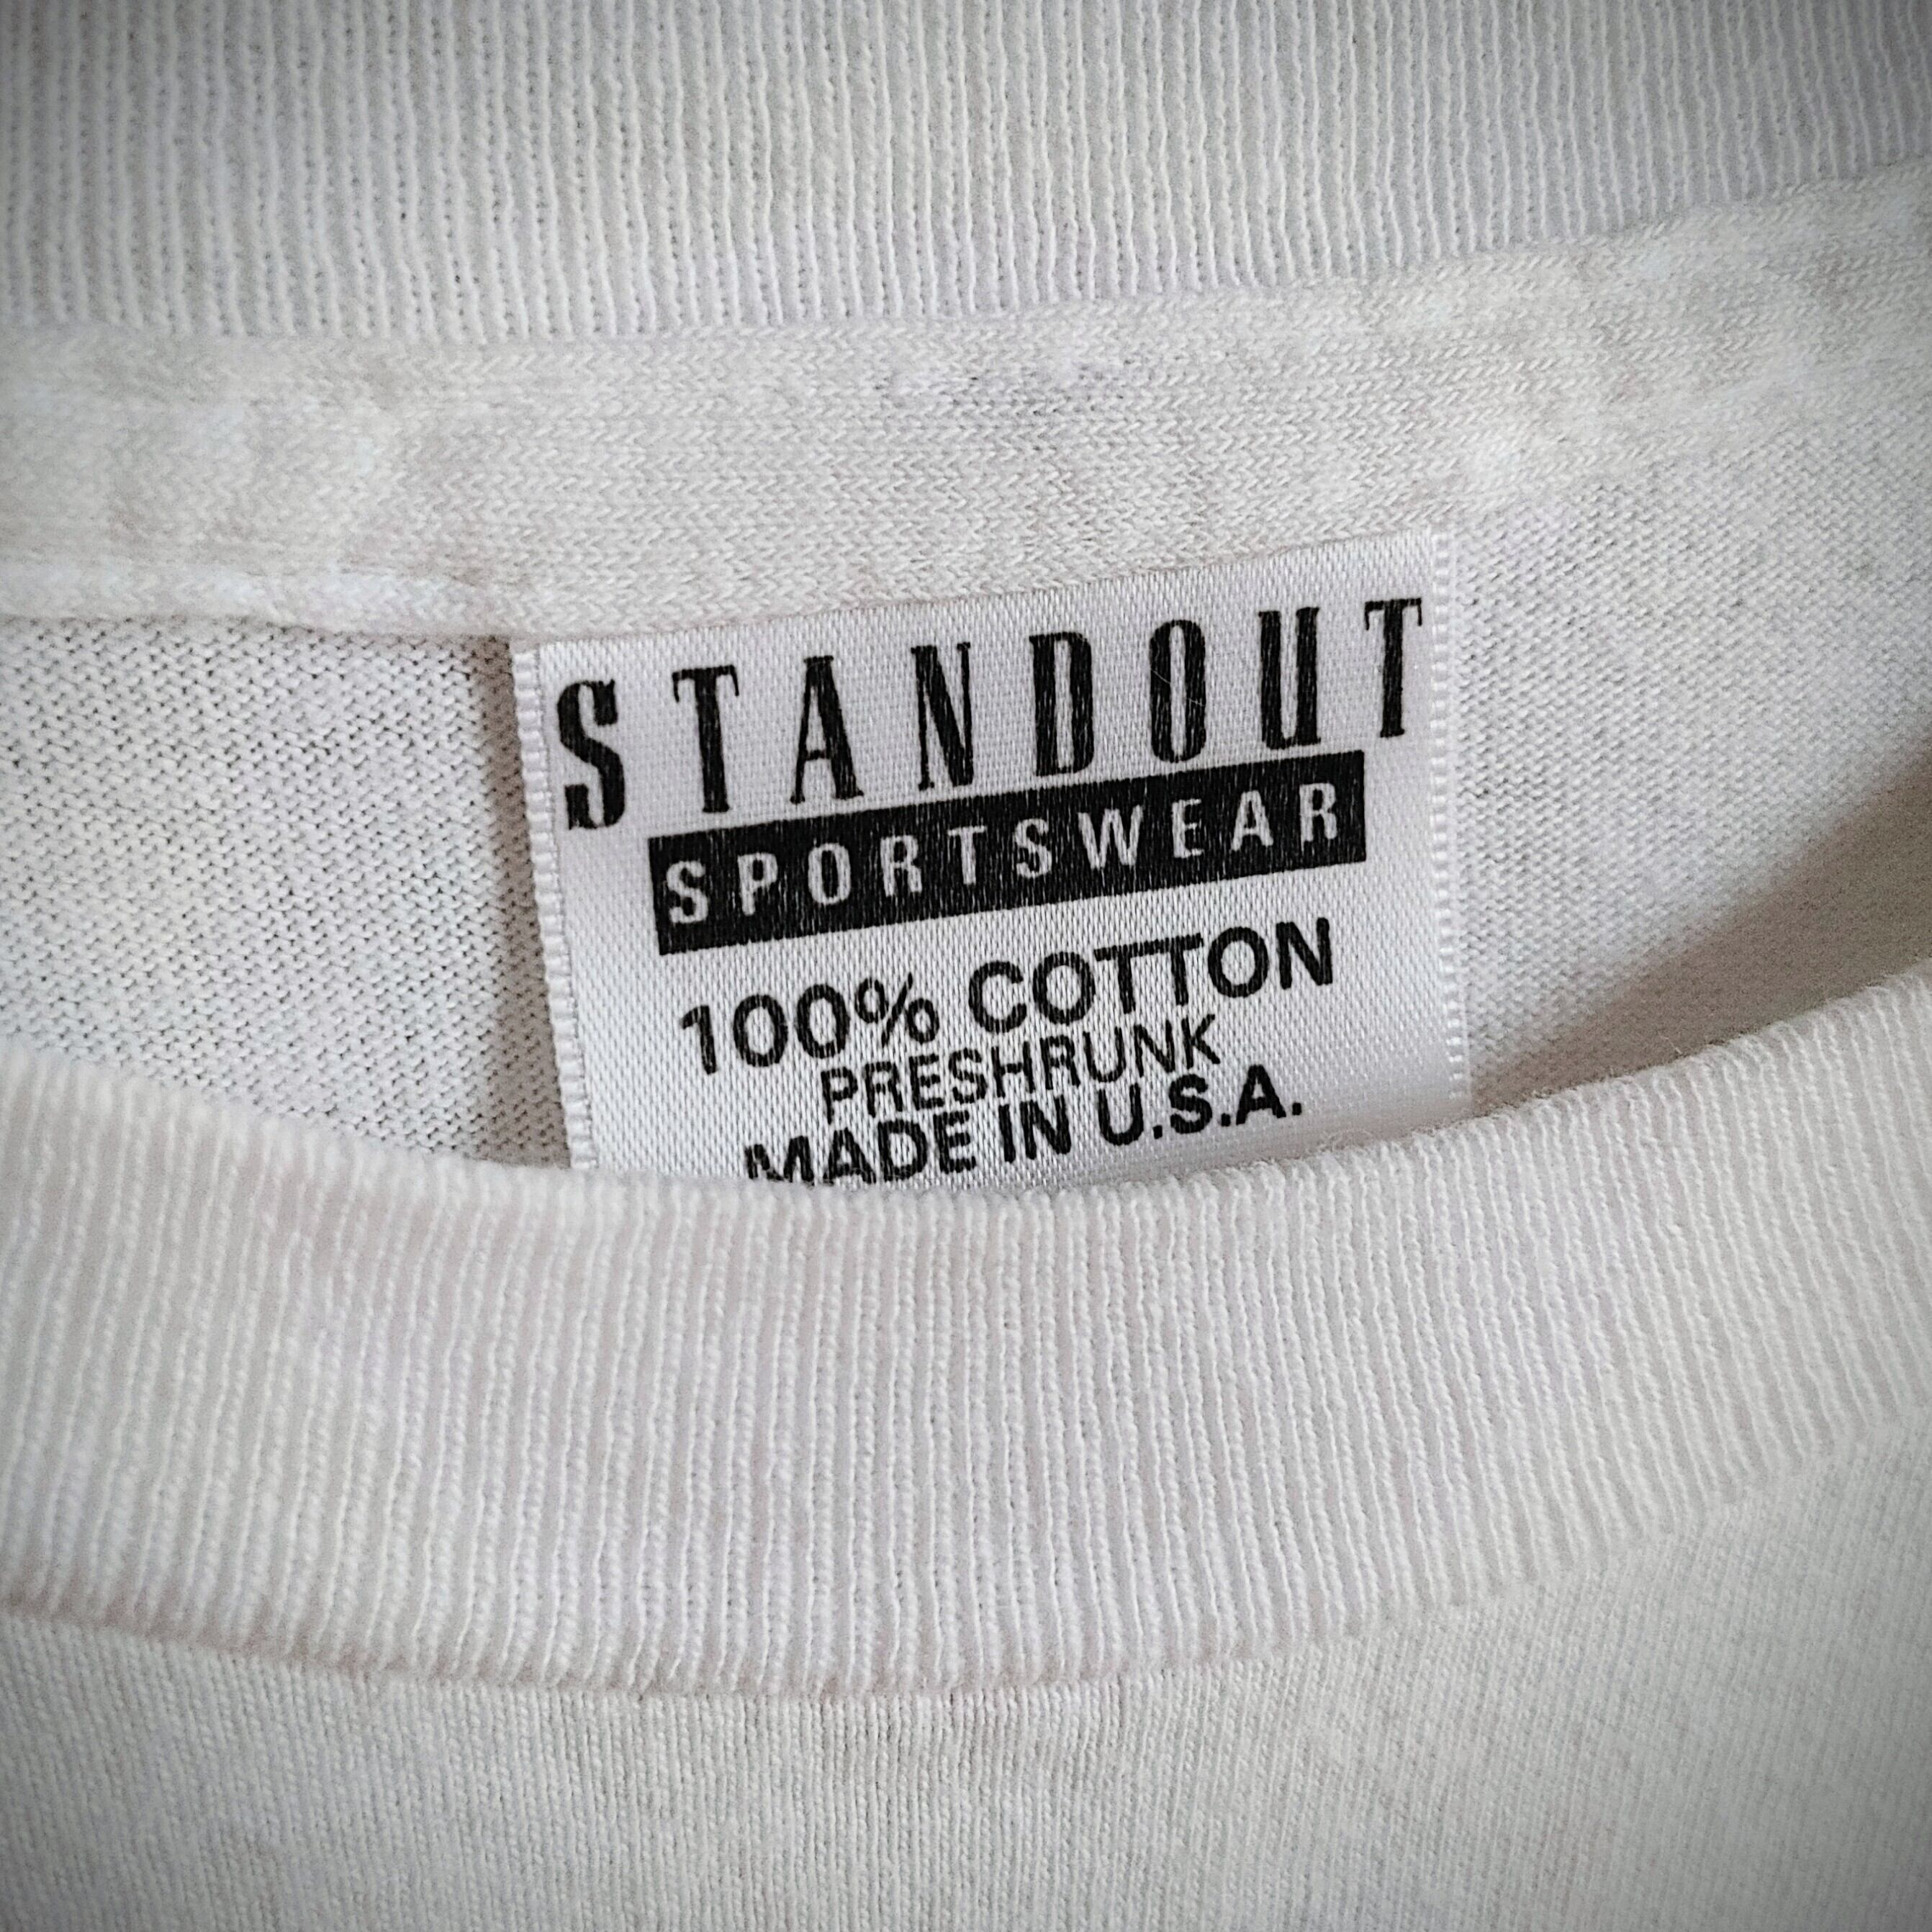 STANDOUT
SPORTSWEAR
100% COTTON
PRESHRUNK
MADE IN U.S.A.